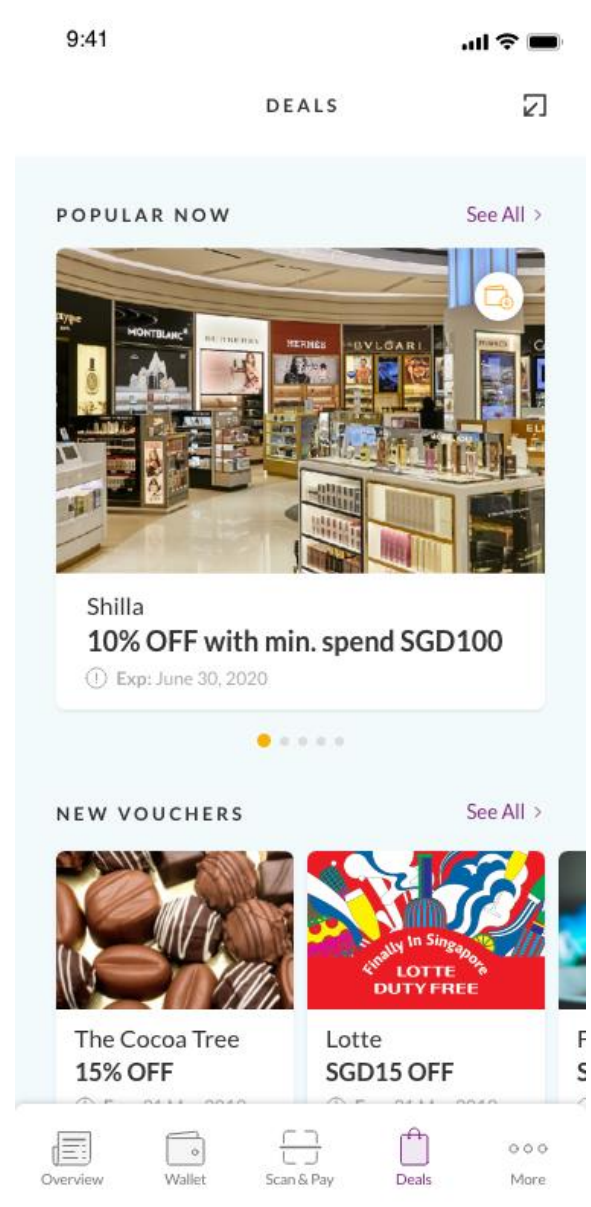 9:41
DEALS
POPULAR NOW
See All >
MONTBLANC
BURBERRY
HERMÈS
BVLGARI
Shilla
10% OFF with min. spend SGD100
Exp: June 30, 2020
NEW VOUCHERS
See All >
Finally In Singapore
LOTTE
DUTY FREE
The Cocoa Tree
15% OFF
Lotte
SGD15 OFF
Overview
Wallet
Scan & Pay
Deals
More